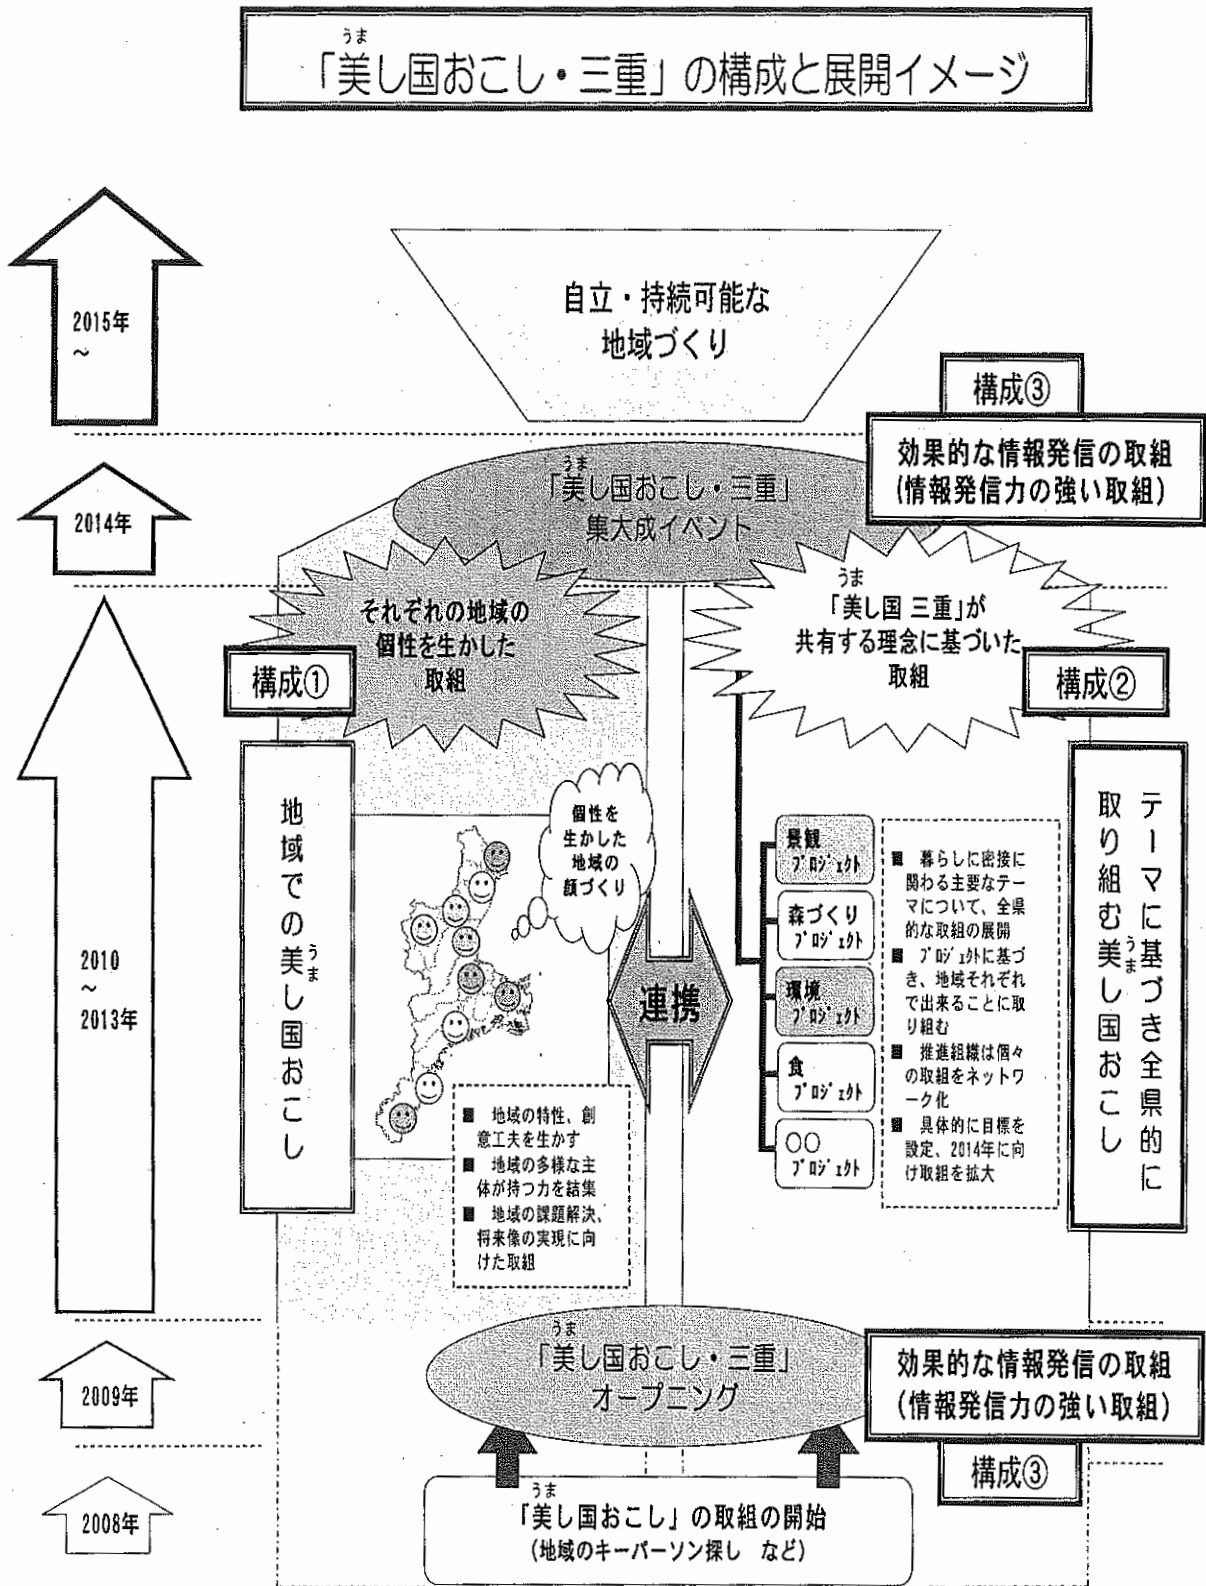 うま
「美し国おこし・三重」の構成と展開イメージ
2015年
~
自立・持続可能な
地域づくり
構成③
効果的な情報発信の取組
(情報発信力の強い取組)
2014年
うま
「美し国おこし・三重」
集大成イベント
それぞれの地域の
個性を生かした
取組
構成①
うま
「美し国 三重」が
共有する理念に基づいた
取組
構成②
2010
~
2013年
地域での美し国おこし
うま
個性を
生かした
地域の
顔づくり
■ 地域の特性、創
意工夫を生かす
■ 地域の多様な主
体が持つ力を結集
■ 地域の課題解決、
将来像の実現に向
けた取組
連携
景観
プロジェクト
森づくり
プロジェクト
環境
プロジェクト
食
プロジェクト
○○
プロジェクト
■ 暮らしに密接に
関わる主要なテー
マについて、全県
的な取組の展開
■ プロジェクトに基づ
き、地域それぞれ
で出来ることに取
り組む
■ 推進組織は個々
の取組をネットワ
ーク化
■ 具体的に目標を
設定、2014年に向
け取組を拡大
テーマに基づき全県的に
取り組む美し国おこし
うま
2009年
うま
「美し国おこし・三重」
オープニング
効果的な情報発信の取組
(情報発信力の強い取組)
構成③
2008年
うま
「美し国おこし」の取組の開始
(地域のキーパーソン探し など)